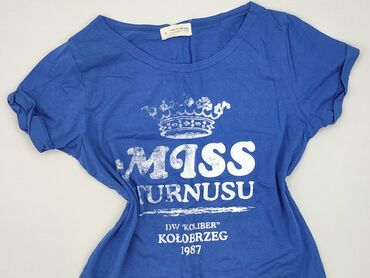 MISS
TURNUSU
DW "KOLIBER"
KOŁOBRZEG
1987